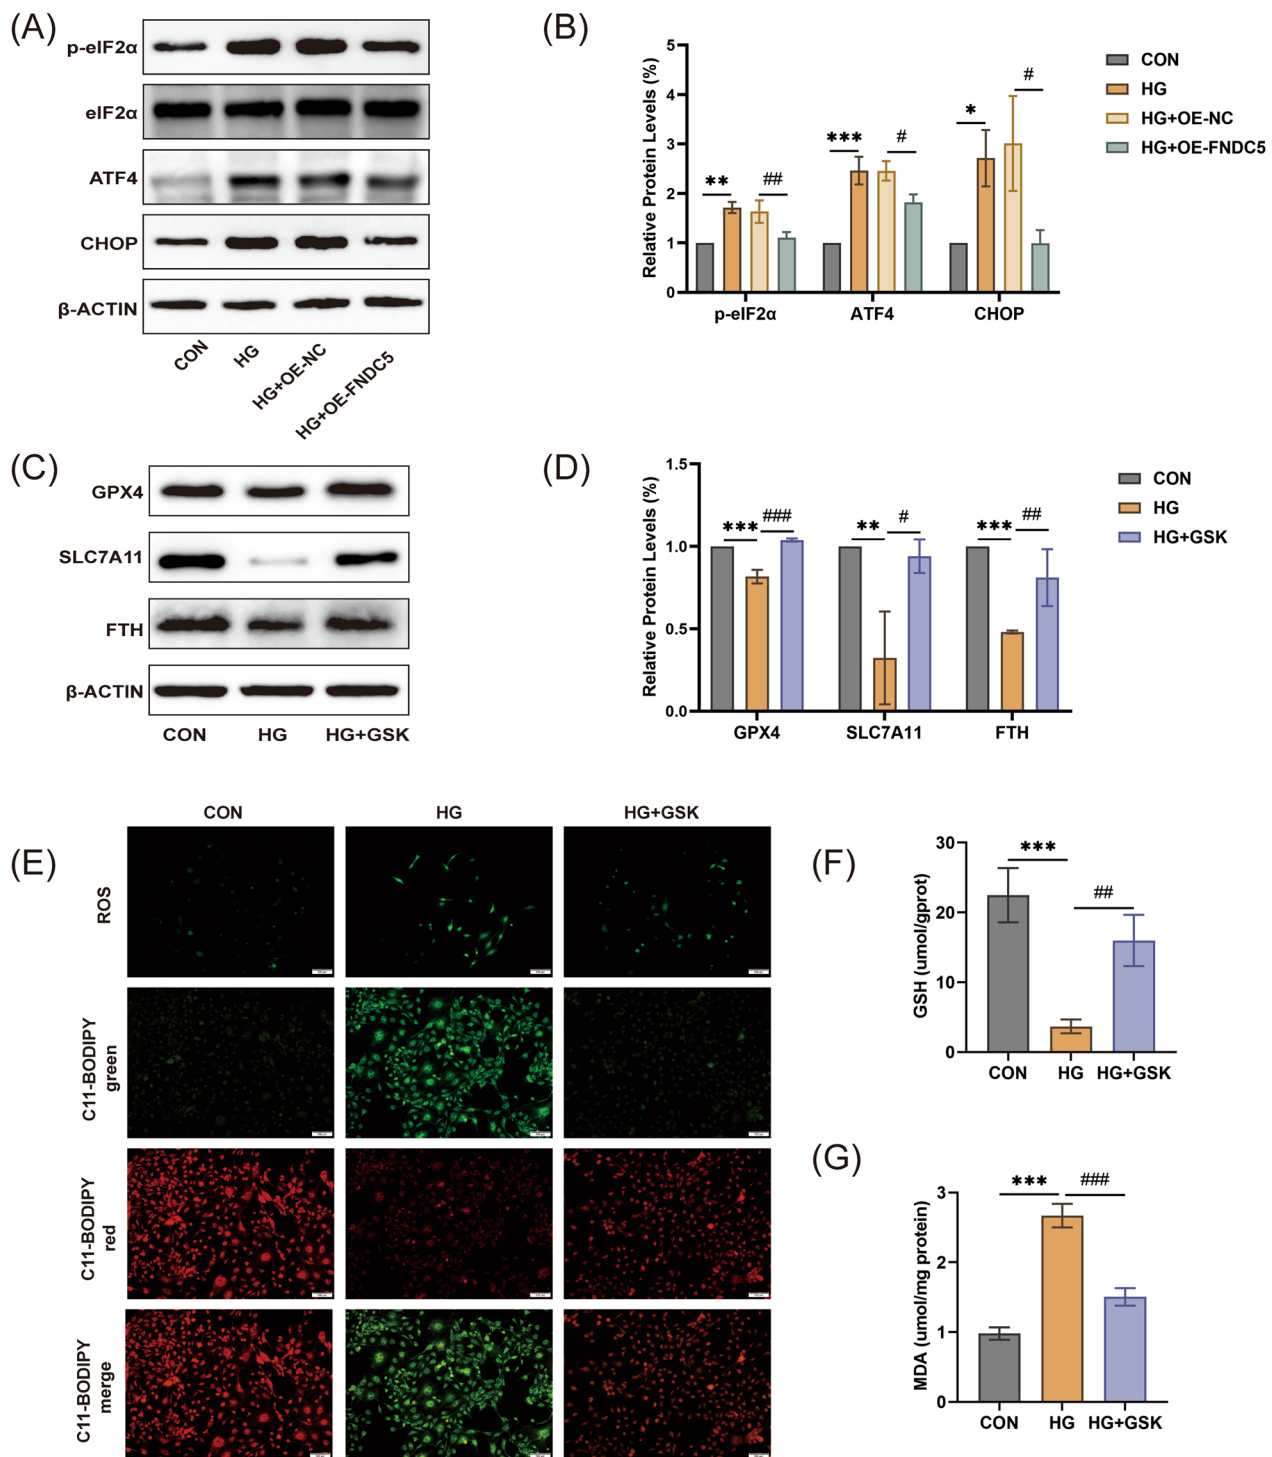 (A)
p-eIF2α
eIF2α
ATF4
CHOP
β-ACTIN
CON
HG
HG+OE-NC
HG+OE-FNDC5
(B)
Relative Protein Levels (%)
5
4
3
2
1
0
** ##
*** #
* #
p-eIF2α ATF4 CHOP
CON
HG
HG+OE-NC
HG+OE-FNDC5
(C)
GPX4
SLC7A11
FTH
β-ACTIN
CON HG HG+GSK
(D)
Relative Protein Levels (%)
1.5
1.0
0.5
0.0
*** ###
** #
*** ##
GPX4 SLC7A11 FTH
CON
HG
HG+GSK
(E)
CON HG HG+GSK
ROS
C11-BODIPY
green
C11-BODIPY
red
C11-BODIPY
merge
(F)
GSH (umol/gprot)
30
20
10
0
***
##
CON HG HG+GSK
(G)
MDA (umol/mg protein)
3
2
1
0
*** ###
CON HG HG+GSK